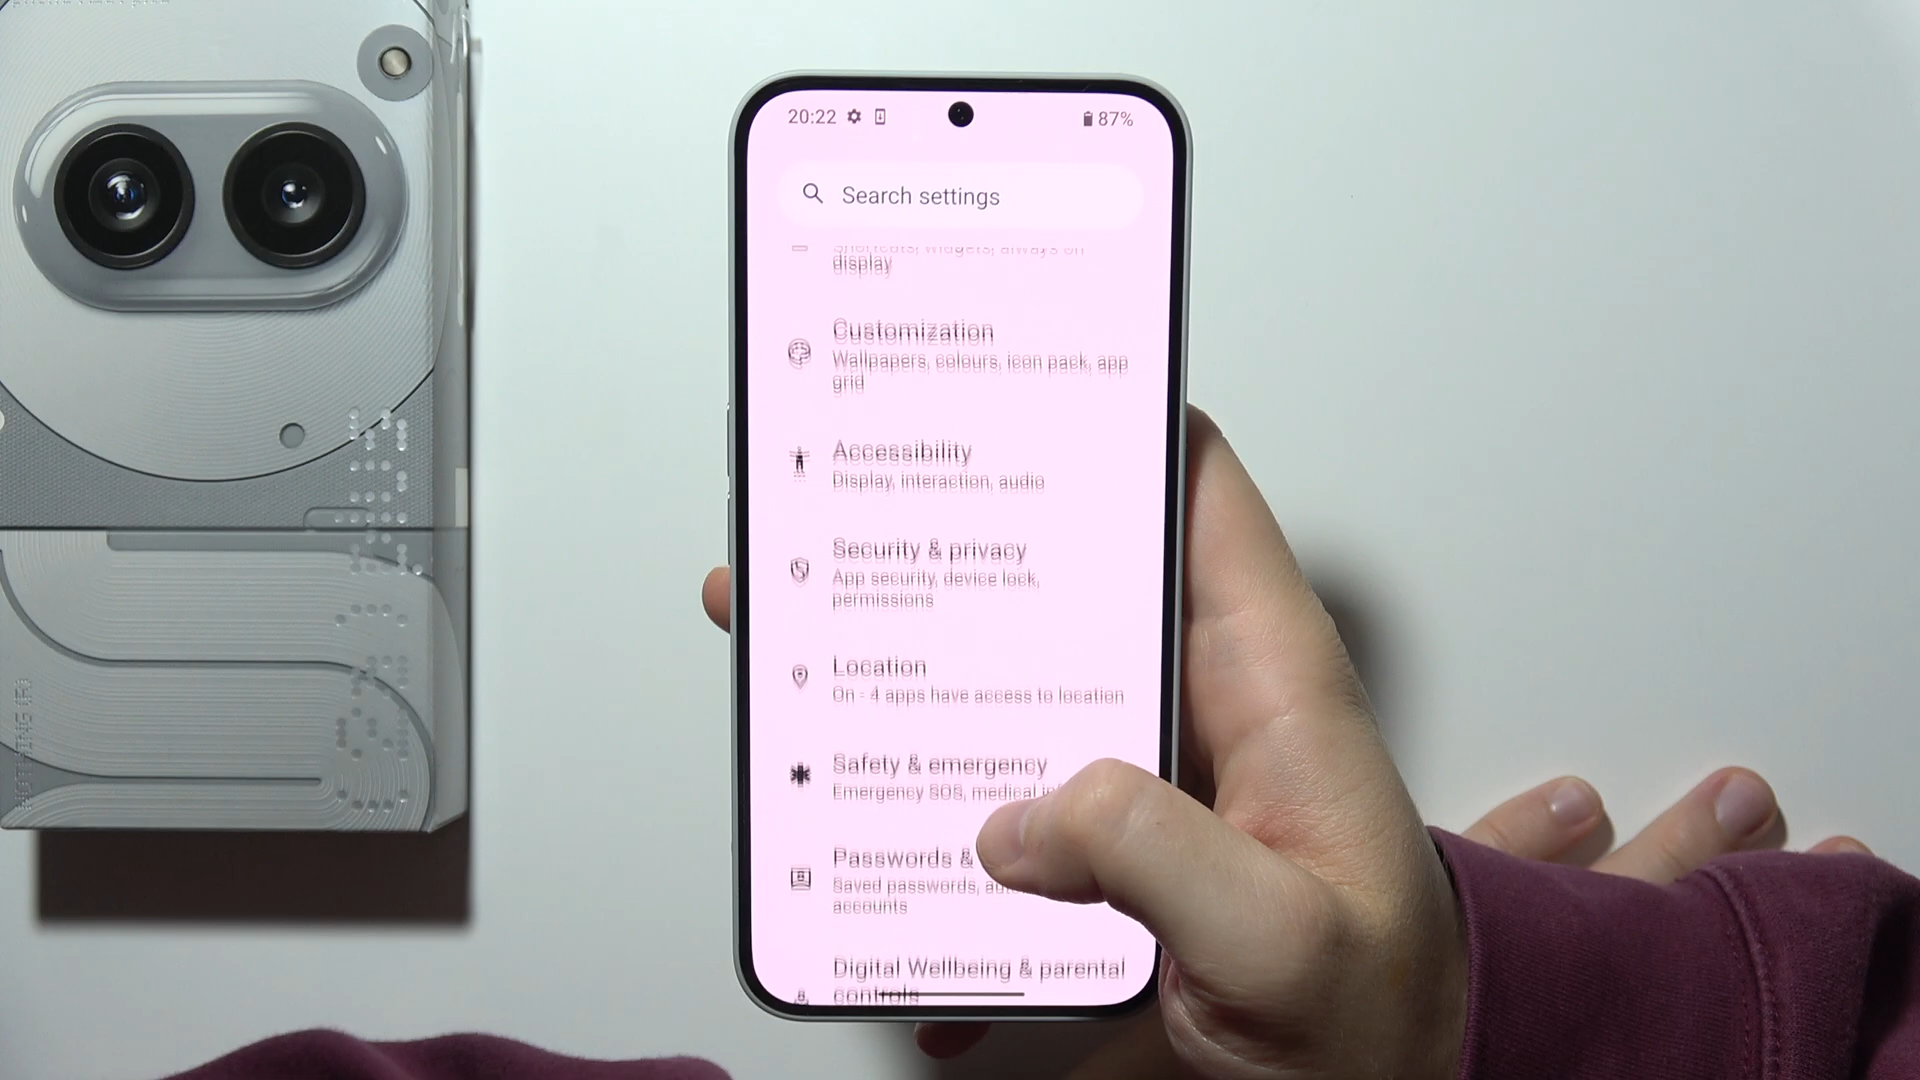 20:22
87%
Search settings
Shortcuts, widgets, always on
display
Customization
Wallpapers, colours, icon pack, app
grid
Accessibility
Display, interaction, audio
Security & privacy
App security, device lock,
permissions
Location
On - 4 apps have access to location
Safety & emergency
Emergency SOS, medical
Passwords &
Saved passwords,
accounts
Digital Wellbeing & parental
controls
NOTHING (R)